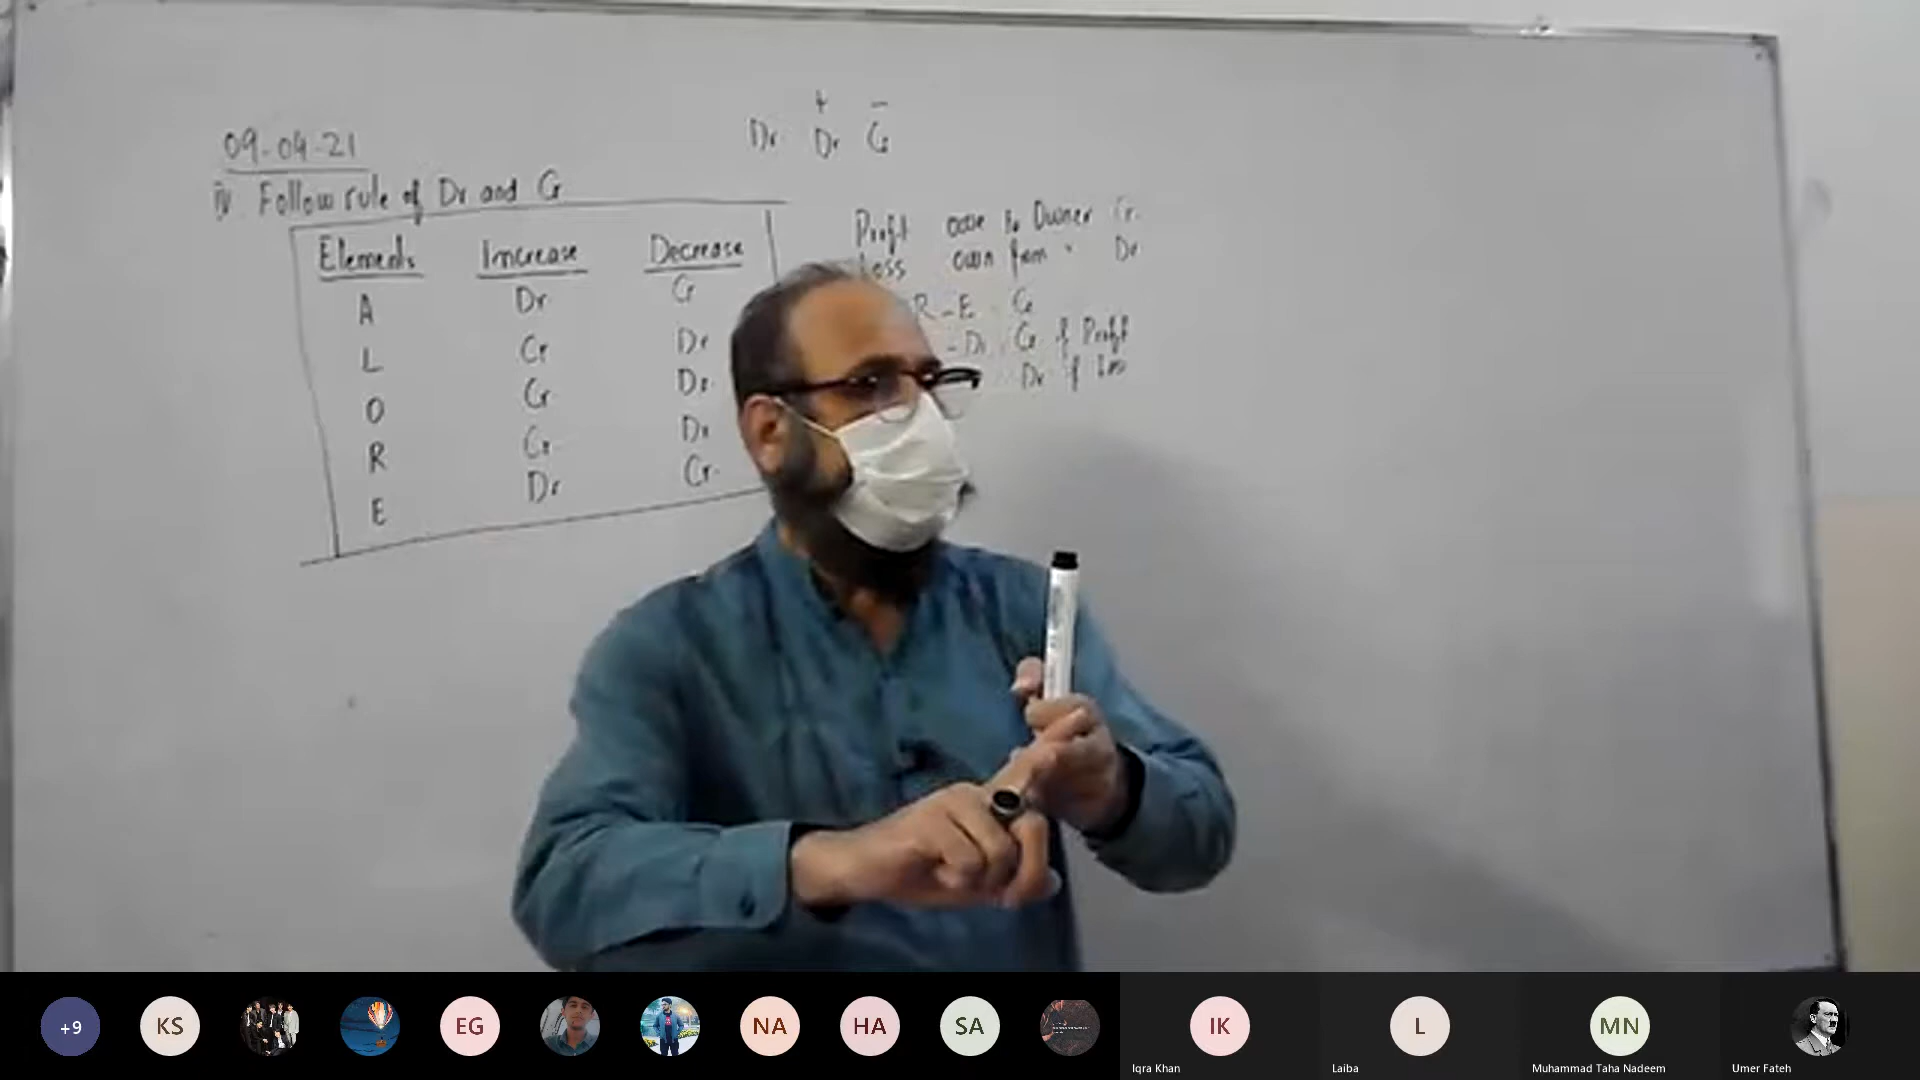 09-04-21
iv. Follow rule of Dr and Cr
+ −
Dr Dr Cr
Elements Increase Decrease
A Dr Cr
L Cr Dr
O Cr Dr
R Cr Dr
E Dr Cr
Profit owe to Owner Cr.
Loss own from " Dr
R - E Cr
- Dr Cr if Profit
Dr if Loss
+9
KS
EG
NA
HA
SA
IK
L
MN
Iqra Khan
Laiba
Muhammad Taha Nadeem
Umer Fateh